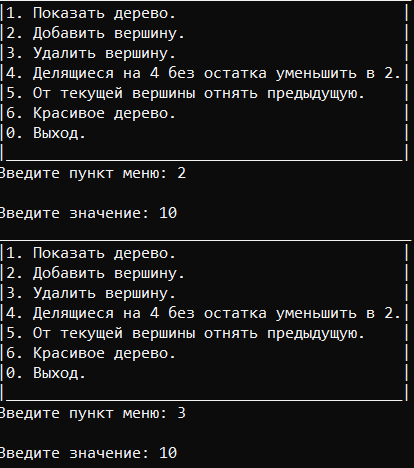 |1. Показать дерево. |
|2. Добавить вершину. |
|3. Удалить вершину. |
|4. Делящиеся на 4 без остатка уменьшить в 2.|
|5. От текущей вершины отнять предыдущую. |
|6. Красивое дерево. |
|0. Выход. |
|________________________________________|
Введите пункт меню: 2
Введите значение: 10
__________________________________________
|1. Показать дерево. |
|2. Добавить вершину. |
|3. Удалить вершину. |
|4. Делящиеся на 4 без остатка уменьшить в 2.|
|5. От текущей вершины отнять предыдущую. |
|6. Красивое дерево. |
|0. Выход. |
|________________________________________|
Введите пункт меню: 3
Введите значение: 10